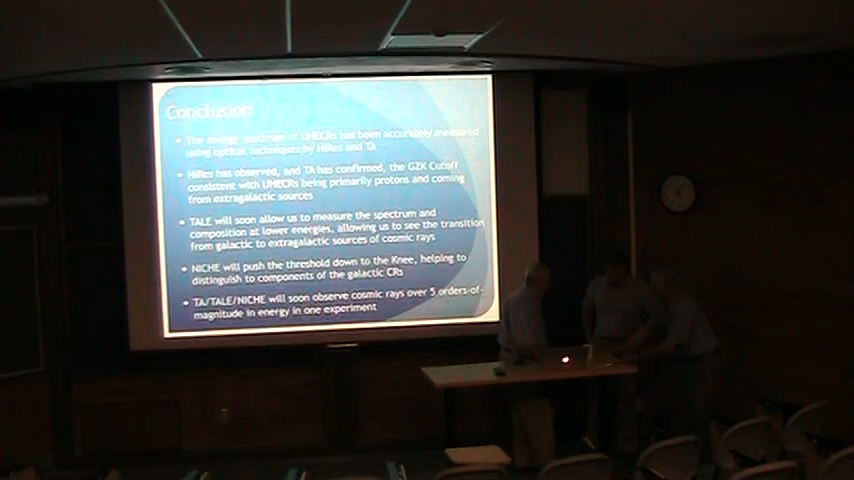 Conclusion
The energy spectrum of UHECRs has been accurately measured
using optical techniques by HiRes and TA
HiRes has observed, and TA has confirmed, the GZK Cutoff
consistent with UHECRs being primarily protons and coming
from extragalactic sources
TALE will soon allow us to measure the spectrum and
composition at lower energies, allowing us to see the transition
from galactic to extragalactic sources of cosmic rays
NICHE will push the threshold down to the Knee, helping to
distinguish to components of the galactic CRs
TA/TALE/NICHE will soon observe cosmic rays over 5 orders-of-
magnitude in energy in one experiment